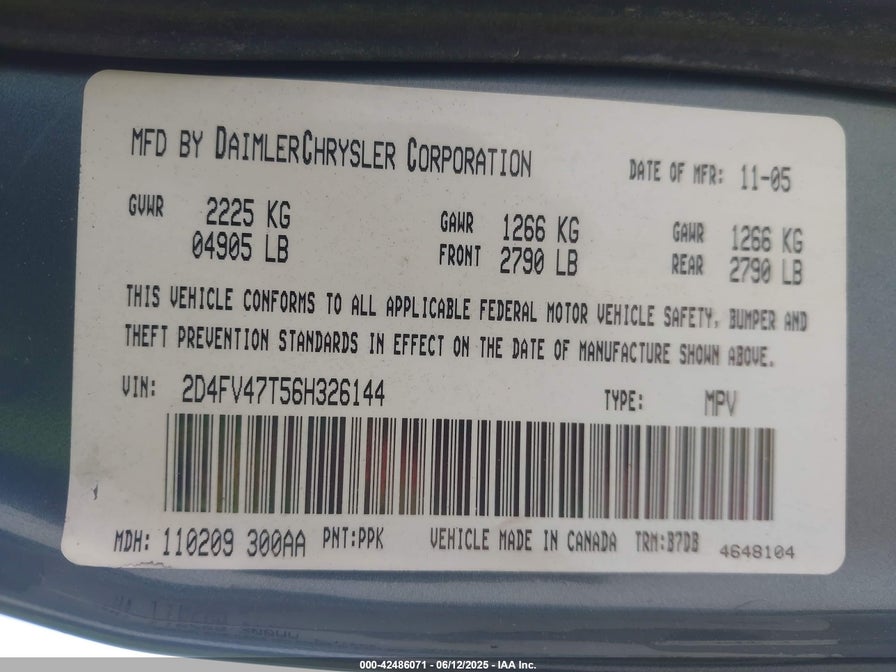 MFD BY DAIMLERCHRYSLER CORPORATION
DATE OF MFR: 11-05
GVWR 2225 KG
04905 LB
GAWR FRONT 1266 KG
2790 LB
GAWR REAR 1266 KG
2790 LB
THIS VEHICLE CONFORMS TO ALL APPLICABLE FEDERAL MOTOR VEHICLE SAFETY, BUMPER AND
THEFT PREVENTION STANDARDS IN EFFECT ON THE DATE OF MANUFACTURE SHOWN ABOVE.
VIN: 2D4FV47T56H326144 TYPE: MPV
MDH: 110209 300AA PNT:PPK VEHICLE MADE IN CANADA TRM:B7DB 4648104
000-42486071 - 06/12/2025 - IAA Inc.